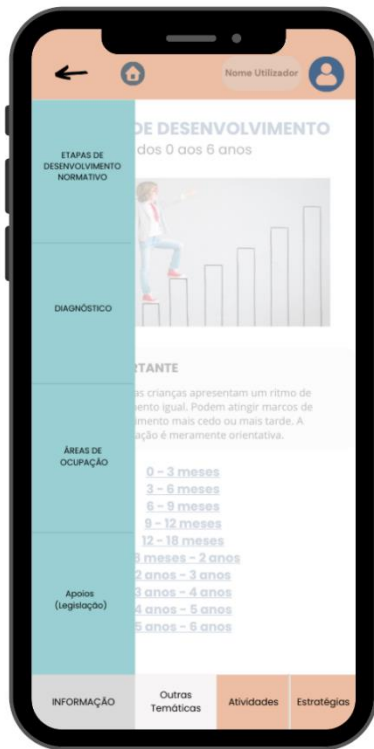 Nome Utilizador
ETAPAS DE
DESENVOLVIMENTO
NORMATIVO
DIAGNÓSTICO
ÁREAS DE
OCUPAÇÃO
Apoios
(Legislação)
DE DESENVOLVIMENTO
dos 0 aos 6 anos
RTANTE
as crianças apresentam um ritmo de
ento igual. Podem atingir marcos de
imento mais cedo ou mais tarde. A
ação é meramente orientativa.
0 - 3 meses
3 - 6 meses
6 - 9 meses
9 - 12 meses
12 - 18 meses
8 meses - 2 anos
2 anos - 3 anos
3 anos - 4 anos
4 anos - 5 anos
5 anos - 6 anos
INFORMAÇÃO
Outras
Temáticas
Atividades
Estratégias